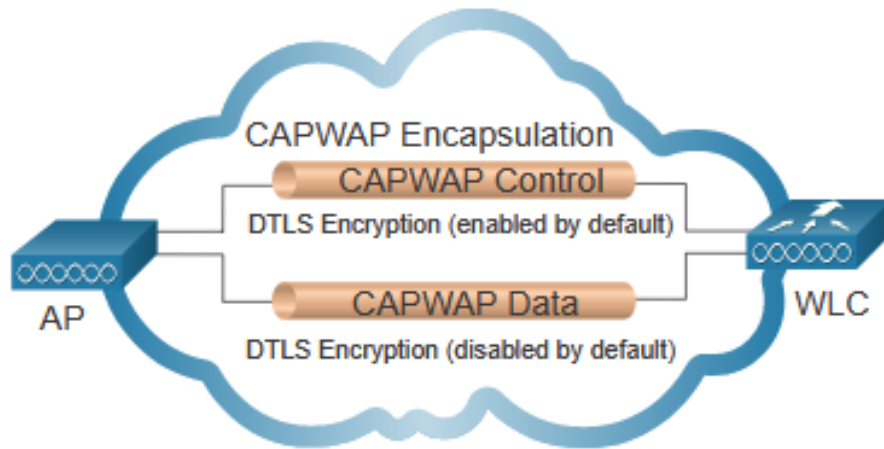 CAPWAP Encapsulation
CAPWAP Control
DTLS Encryption (enabled by default)
AP
WLC
CAPWAP Data
DTLS Encryption (disabled by default)